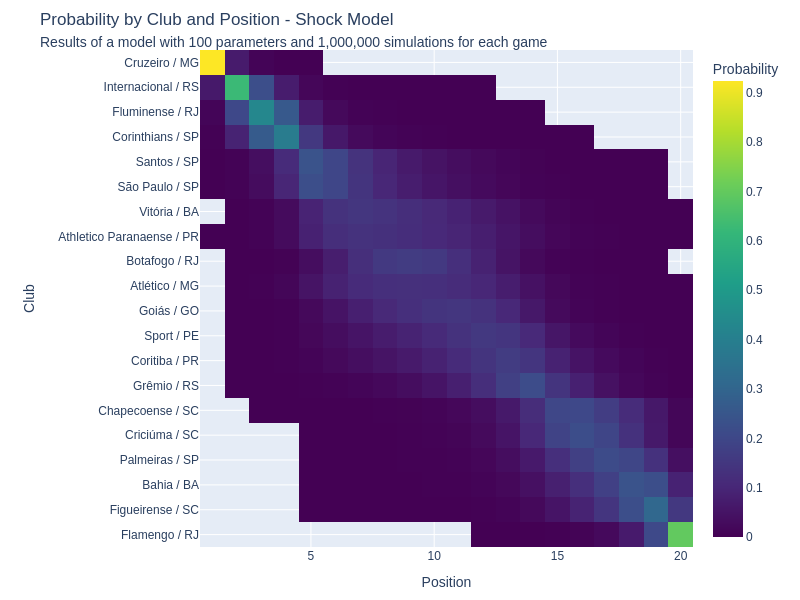 Probability by Club and Position - Shock Model
Results of a model with 100 parameters and 1,000,000 simulations for each game
Probability
Cruzeiro / MG
Internacional / RS
Fluminense / RJ
Corinthians / SP
Santos / SP
São Paulo / SP
Vitória / BA
Athletico Paranaense / PR
Botafogo / RJ
Atlético / MG
Goiás / GO
Sport / PE
Coritiba / PR
Grêmio / RS
Chapecoense / SC
Criciúma / SC
Palmeiras / SP
Bahia / BA
Figueirense / SC
Flamengo / RJ
Club
5
10
15
20
Position
0.9
0.8
0.7
0.6
0.5
0.4
0.3
0.2
0.1
0